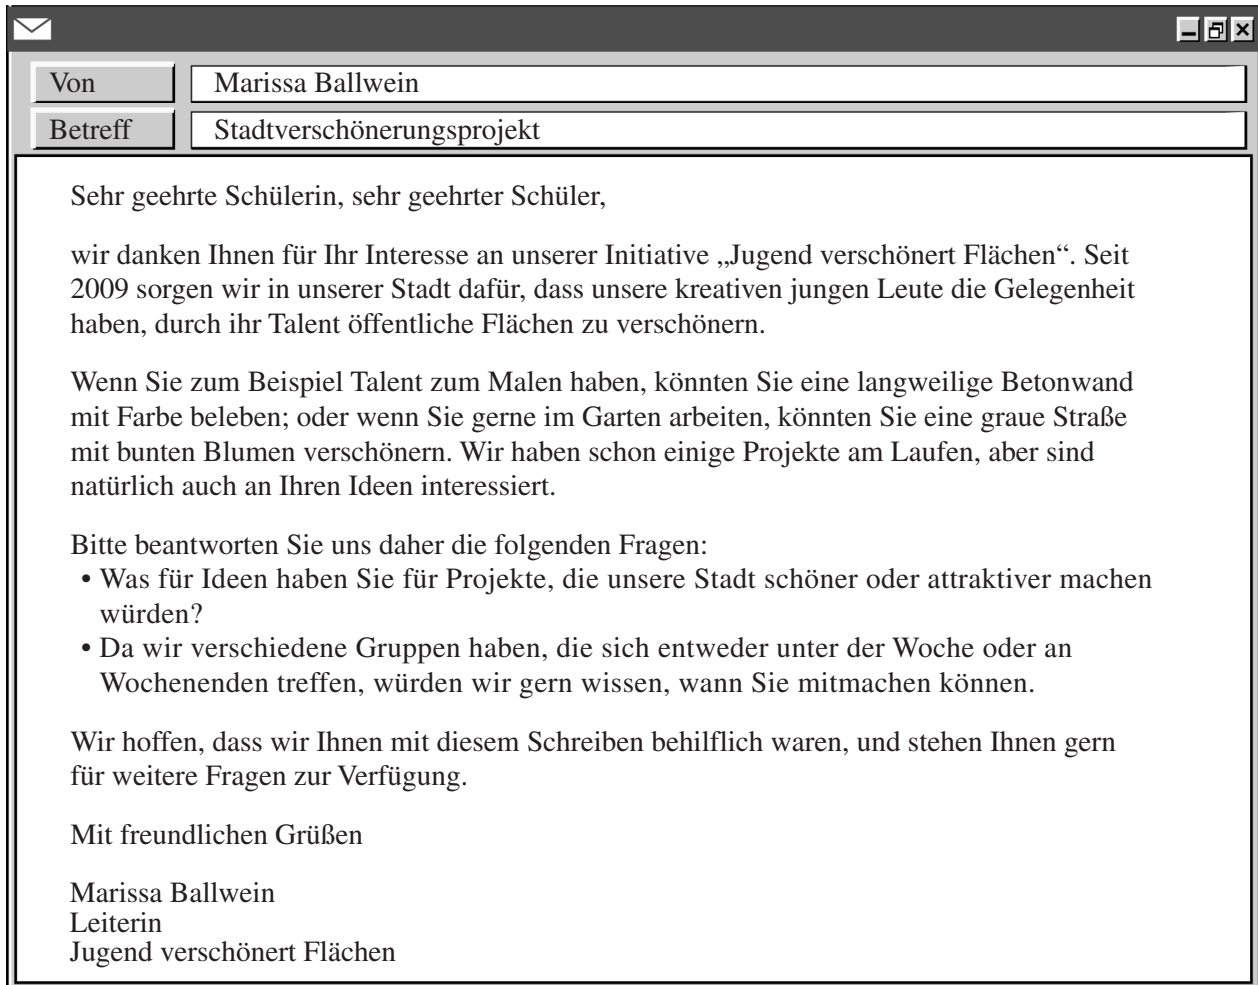 Von
Marissa Ballwein
Betreff
Stadtverschönerungsprojekt
Sehr geehrte Schülerin, sehr geehrter Schüler,
wir danken Ihnen für Ihr Interesse an unserer Initiative „Jugend verschönert Flächen“. Seit
2009 sorgen wir in unserer Stadt dafür, dass unsere kreativen jungen Leute die Gelegenheit
haben, durch ihr Talent öffentliche Flächen zu verschönern.
Wenn Sie zum Beispiel Talent zum Malen haben, könnten Sie eine langweilige Betonwand
mit Farbe beleben; oder wenn Sie gerne im Garten arbeiten, könnten Sie eine graue Straße
mit bunten Blumen verschönern. Wir haben schon einige Projekte am Laufen, aber sind
natürlich auch an Ihren Ideen interessiert.
Bitte beantworten Sie uns daher die folgenden Fragen:
• Was für Ideen haben Sie für Projekte, die unsere Stadt schöner oder attraktiver machen
würden?
• Da wir verschiedene Gruppen haben, die sich entweder unter der Woche oder an
Wochenenden treffen, würden wir gern wissen, wann Sie mitmachen können.
Wir hoffen, dass wir Ihnen mit diesem Schreiben behilflich waren, und stehen Ihnen gern
für weitere Fragen zur Verfügung.
Mit freundlichen Grüßen
Marissa Ballwein
Leiterin
Jugend verschönert Flächen